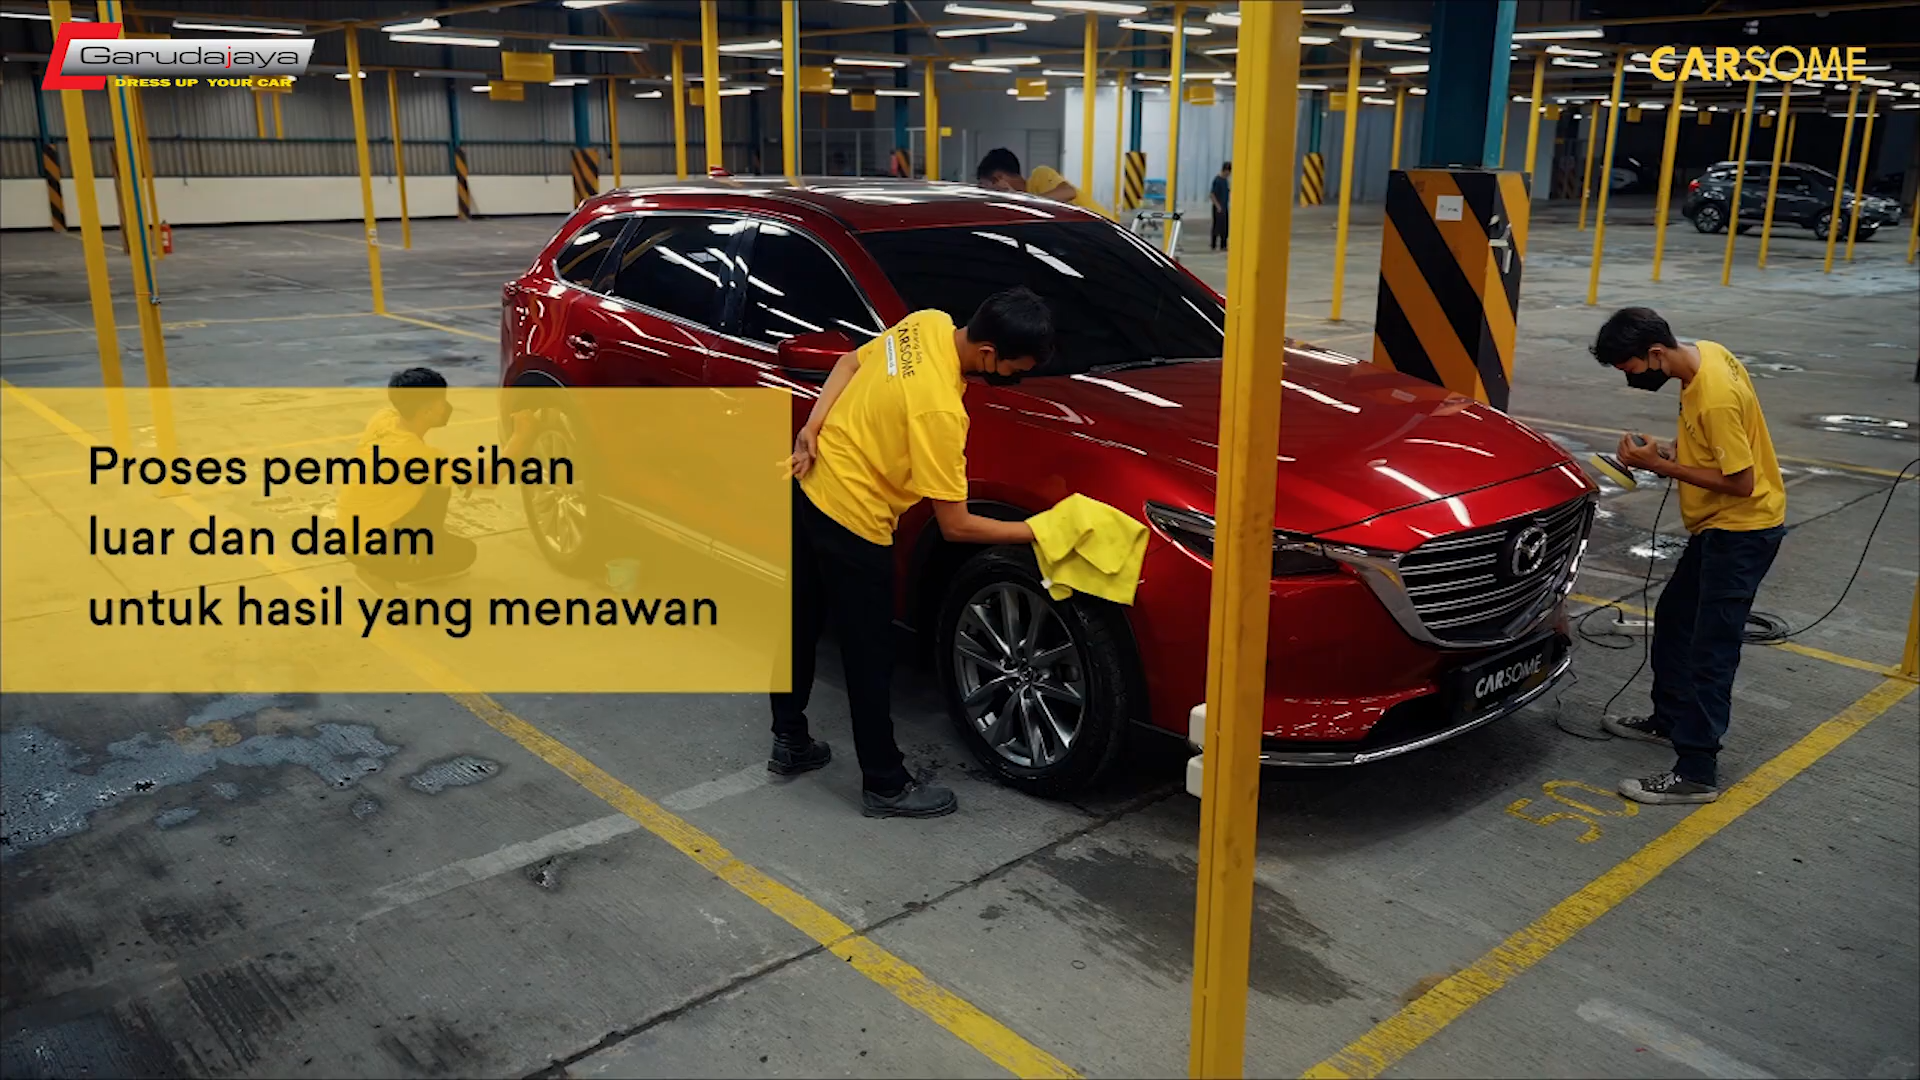 Garudajaya
DRESS UP YOUR CAR
CARSOME
Proses pembersihan
luar dan dalam
untuk hasil yang menawan
CARSOME
CARSOME
50